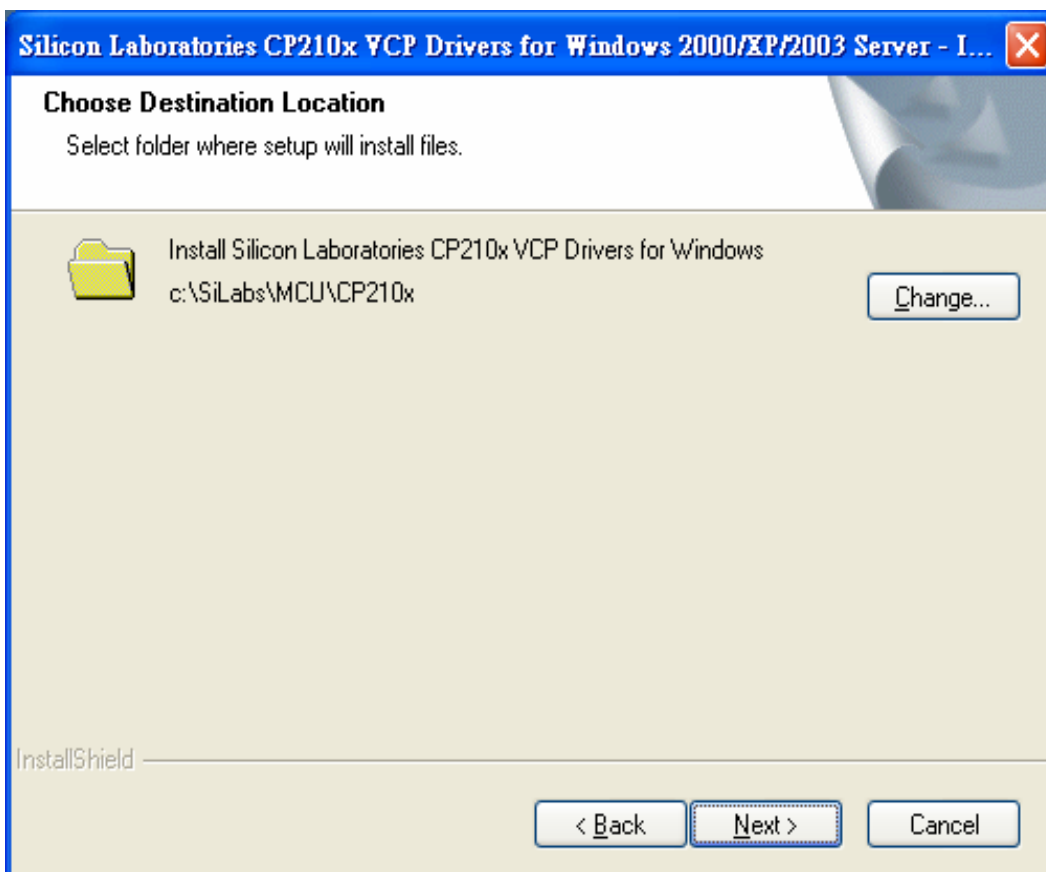 Silicon Laboratories CP210x VCP Drivers for Windows 2000/XP/2003 Server - I...
Choose Destination Location
Select folder where setup will install files.
Install Silicon Laboratories CP210x VCP Drivers for Windows
c:\SiLabs\MCU\CP210x
Change...
InstallShield
< Back Next > Cancel